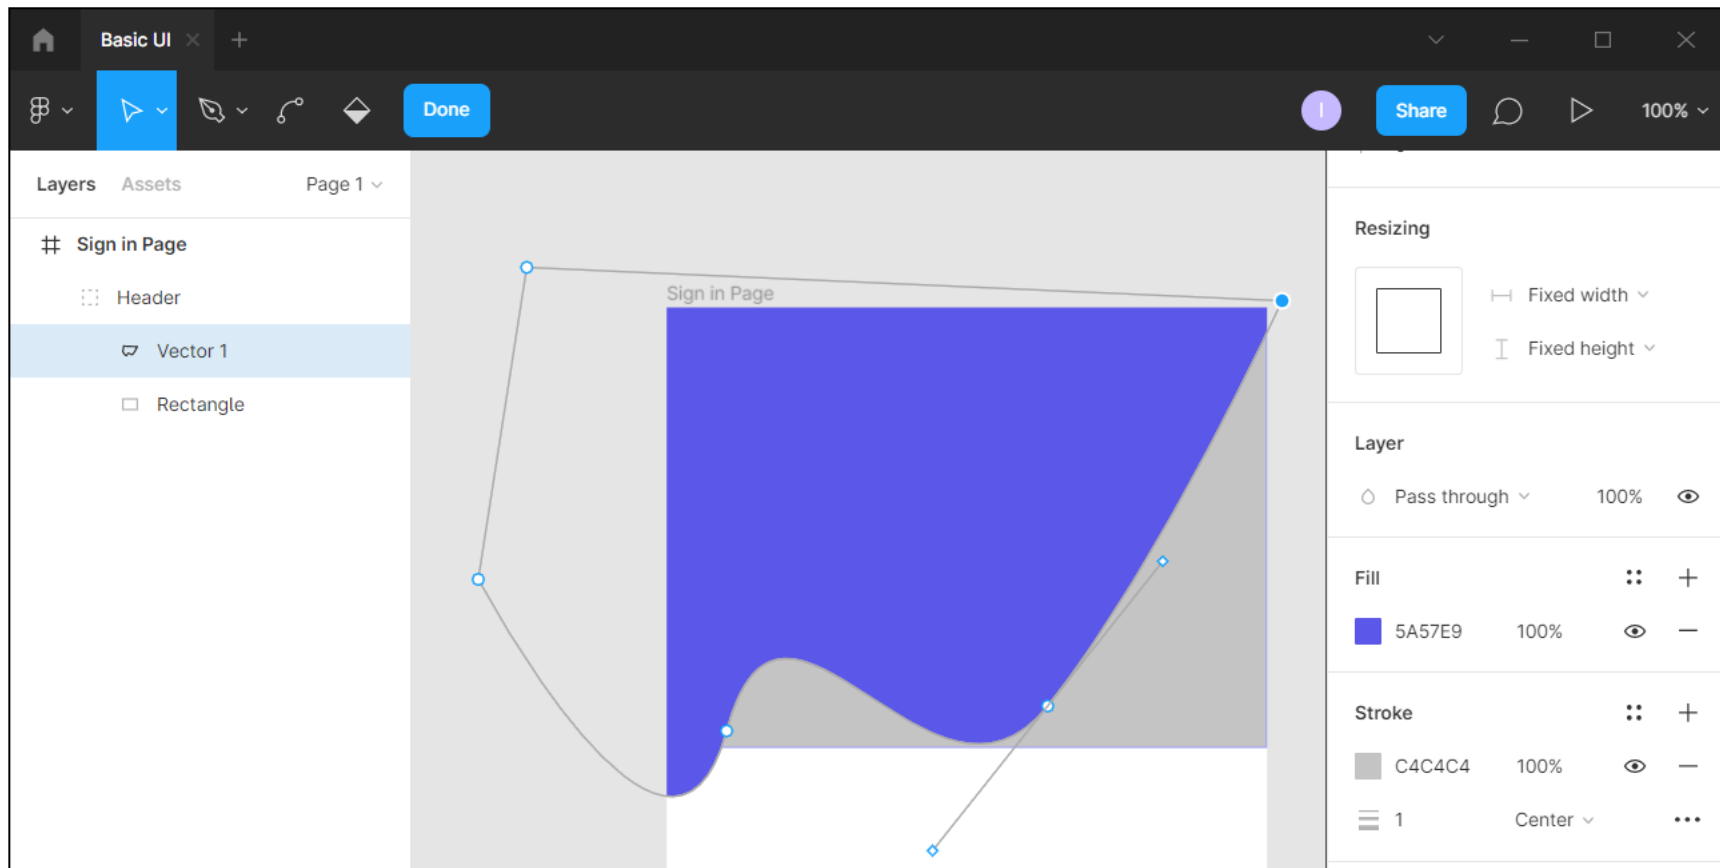 Basic UI
Done
I
Share
100%
Layers
Assets
Page 1
Sign in Page
Header
Vector 1
Rectangle
Sign in Page
Resizing
Fixed width
Fixed height
Layer
Pass through
100%
Fill
5A57E9
100%
Stroke
C4C4C4
100%
1
Center